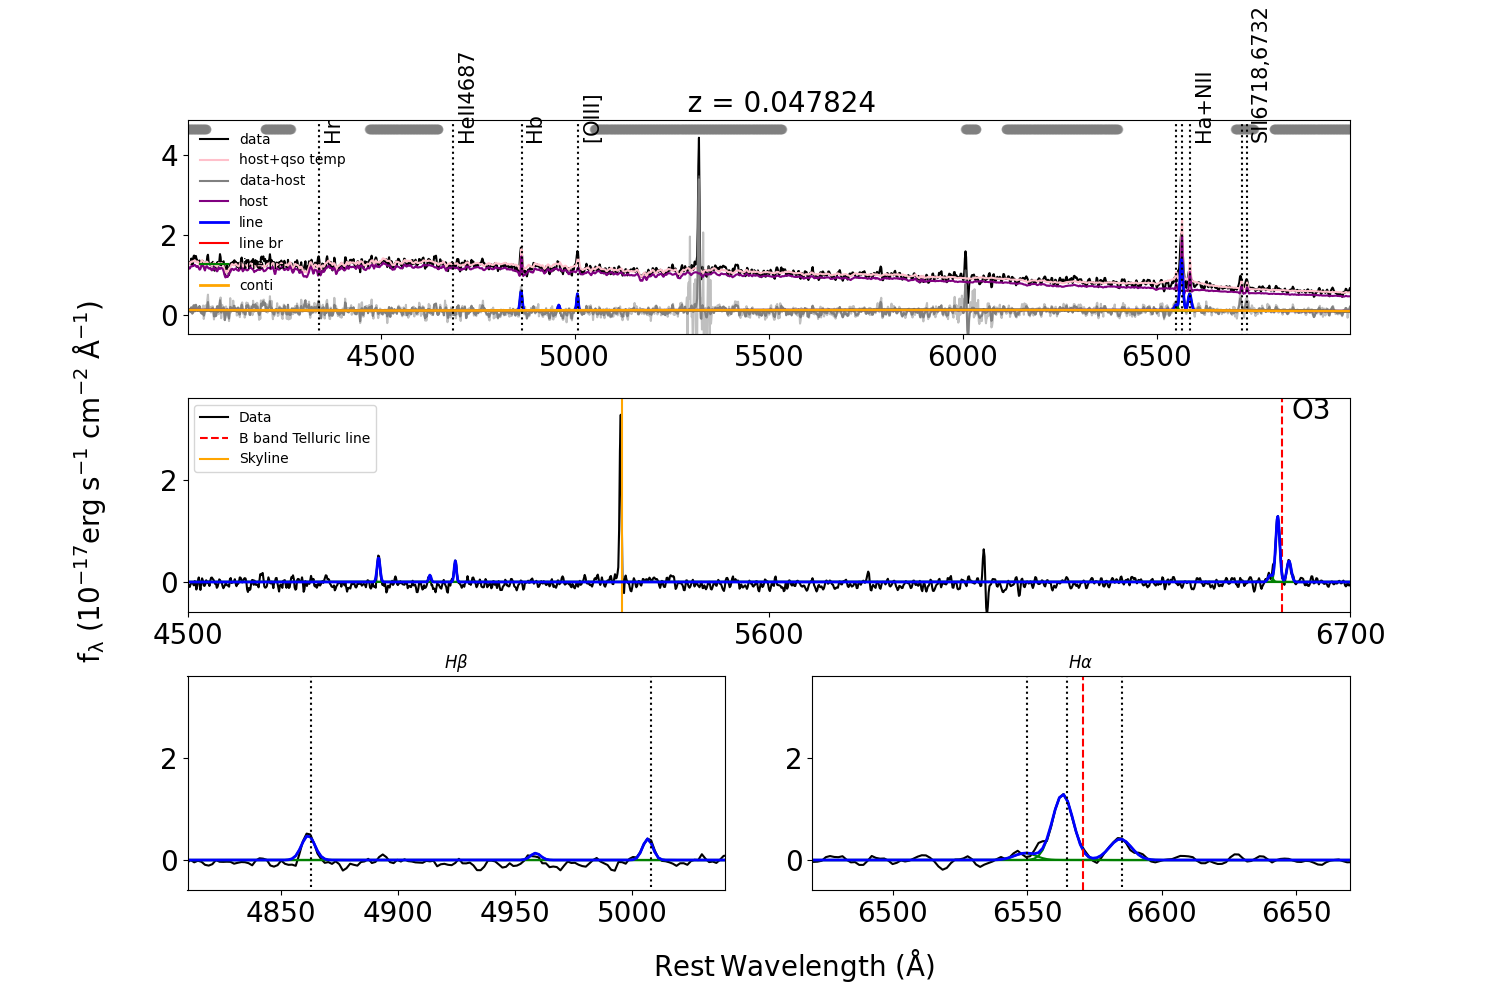 z = 0.047824
Hr
HeII4687
Hb
[OIII]
Ha+NII
SII6718,6732
data
host+qso temp
data-host
host
line
line br
conti
4
2
0
4500
5000
5500
6000
6500
Data
B band Telluric line
Skyline
O3
2
0
4500
5600
6700
fλ (10⁻¹⁷erg s⁻¹ cm⁻² Å⁻¹)
Hβ
2
0
4850
4900
4950
5000
Hα
2
0
6500
6550
6600
6650
Rest Wavelength (Å)